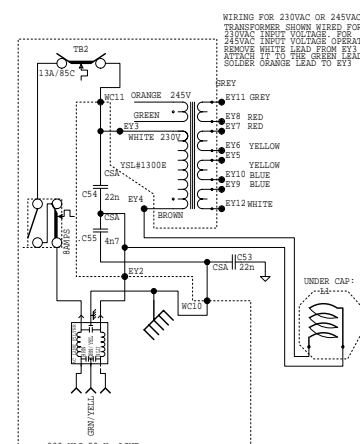 WIRING FOR 230VAC OR 245VAC
TRANSFORMER SHOWN WIRED FOR
230VAC INPUT VOLTAGE. FOR
245VAC INPUT VOLTAGE OPERAT
REMOVE WHITE LEAD FROM EY3
ATTACH IT TO THE GREEN LEAD
SOLDER ORANGE LEAD TO EY3
TB2
13A/85C
GREY
WC11 ORANGE 245V
EY11 GREY
GREEN
EY8 RED
EY3
EY7 RED
WHITE 230V
EY6 YELLOW
EY5
YSL#1300E
YELLOW
CSA
EY10 BLUE
C54
EY9 BLUE
22n
EY4
EY12 WHITE
BROWN
CSA
C55
4n7
8AMPS
C53
CSA 22n
EY2
UNDER CAP:
L1
WC10
GRN/YEL